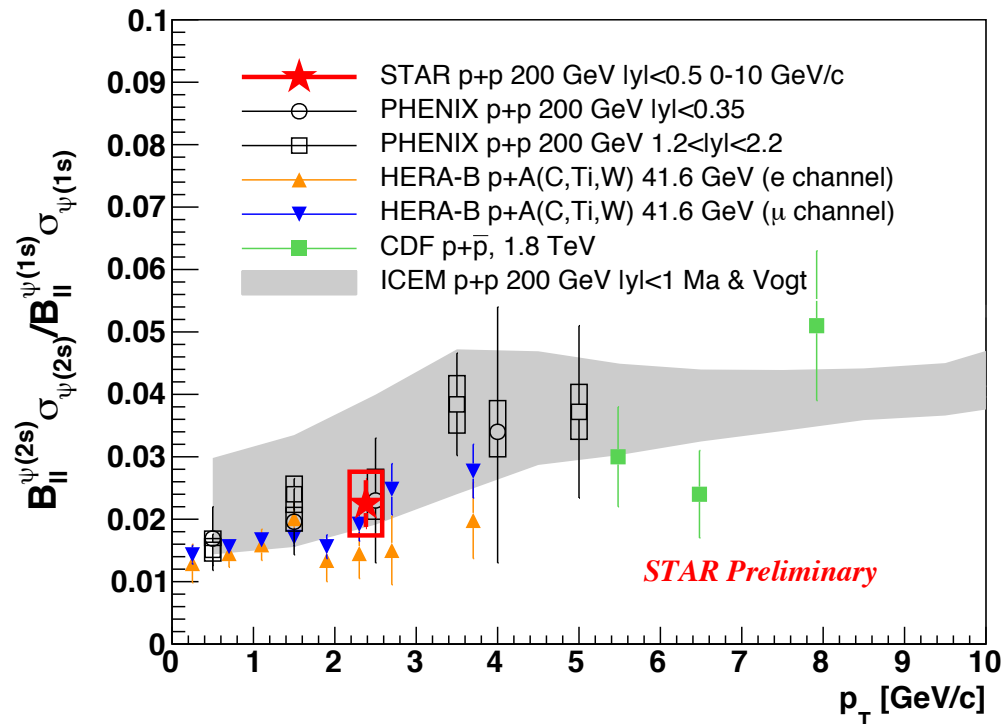 0.1
0.09
0.08
0.07
0.06
0.05
0.04
0.03
0.02
0.01
0
B_ll^ψ(2s) σ_ψ(2s)/B_ll^ψ(1s) σ_ψ(1s)
STAR p+p 200 GeV |y|<0.5 0-10 GeV/c
PHENIX p+p 200 GeV |y|<0.35
PHENIX p+p 200 GeV 1.2<|y|<2.2
HERA-B p+A(C,Ti,W) 41.6 GeV (e channel)
HERA-B p+A(C,Ti,W) 41.6 GeV (μ channel)
CDF p+p̅, 1.8 TeV
ICEM p+p 200 GeV |y|<1 Ma & Vogt
STAR Preliminary
0 1 2 3 4 5 6 7 8 9 10
p_T [GeV/c]